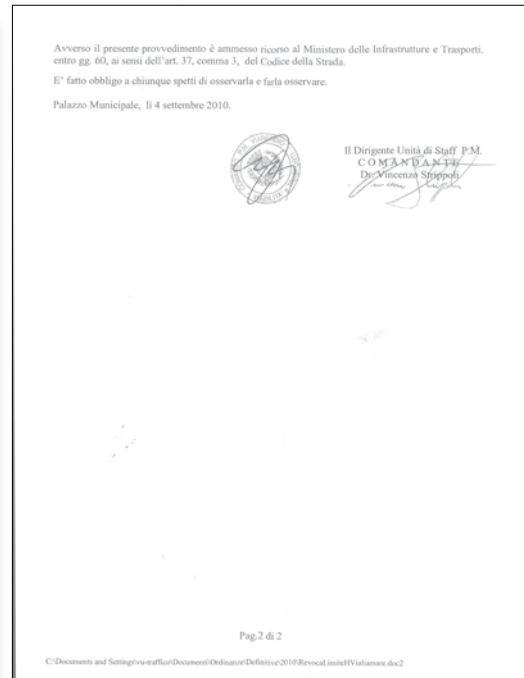 Avverso il presente provvedimento è ammesso ricorso al Ministero delle Infrastrutture e Trasporti.
entro gg. 60, ai sensi dell'art. 37, comma 3, del Codice della Strada.
E' fatto obbligo a chiunque spetti di osservarla e farla osservare.
Palazzo Municipale, lì 4 settembre 2010.
Il Dirigente Unità di Staff P.M.
COMANDANTE
Dr. Vincenzo Strippoli
Pag.2 di 2
C:\Documents and Settings\vu-traffico\Documenti\Ordinanze\Definitive\2010\RevocaLimiteHVialiamare.doc2